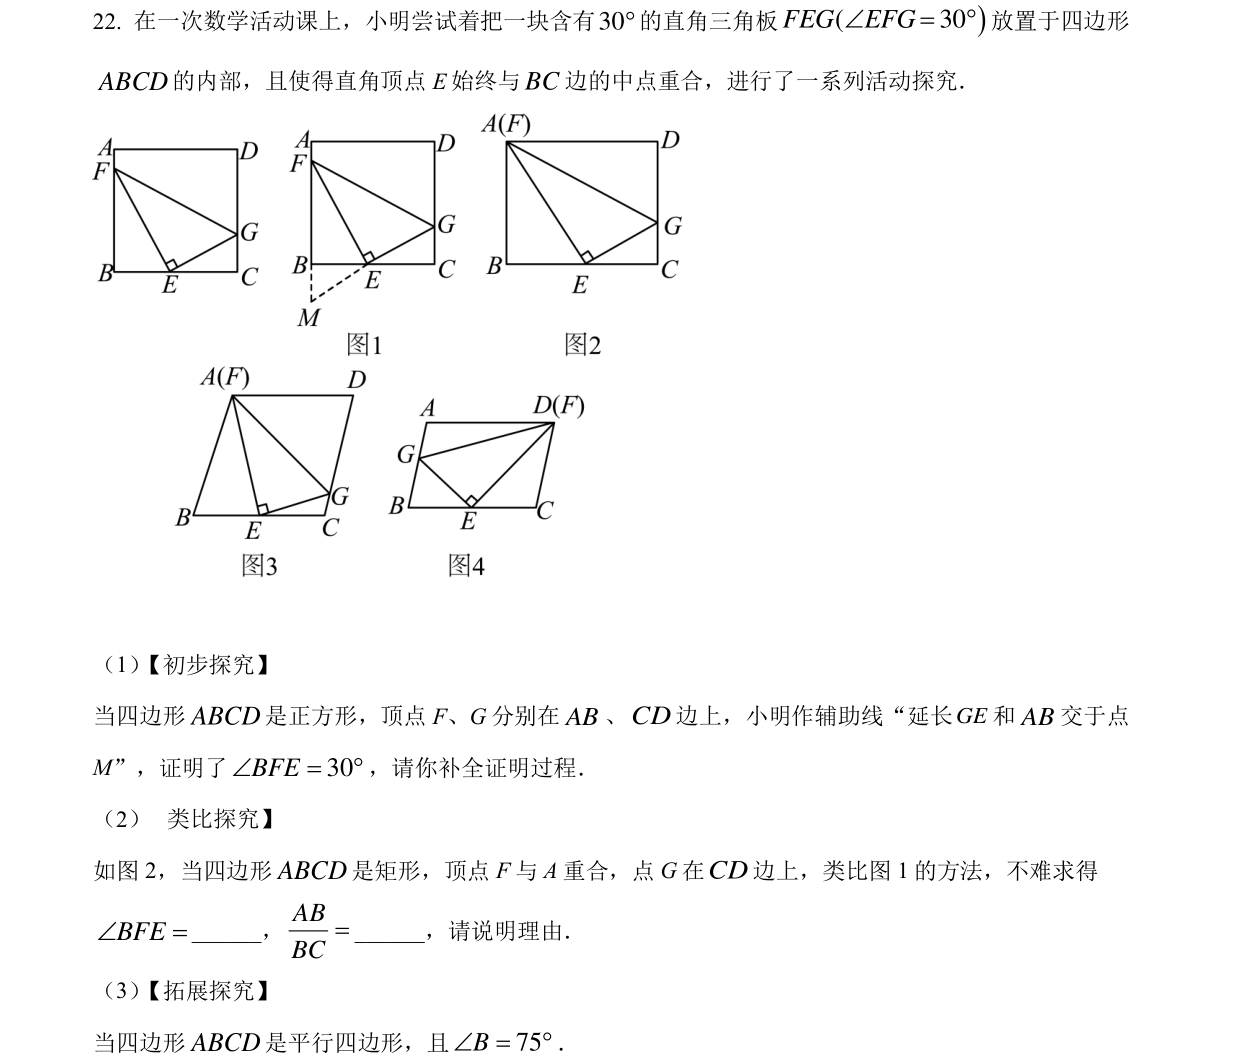 22. 在一次数学活动课上，小明尝试着把一块含有30°的直角三角板FEG(∠EFG=30°)放置于四边形
ABCD的内部，且使得直角顶点E始终与BC边的中点重合，进行了一系列活动探究．
A
F
D
G
B
E
C
A
F
D
G
B
E
C
M
图1
A(F)
D
G
B
E
C
图2
A(F)
D
G
B
E
C
图3
A
D(F)
G
B
E
C
图4
（1）【初步探究】
当四边形ABCD是正方形，顶点F、G分别在AB、CD边上，小明作辅助线“延长GE和AB交于点
M”，证明了∠BFE=30°，请你补全证明过程．
（2） 类比探究】
如图2，当四边形ABCD是矩形，顶点F与A重合，点G在CD边上，类比图1的方法，不难求得
∠BFE=______，AB/BC=______，请说明理由．
（3）【拓展探究】
当四边形ABCD是平行四边形，且∠B=75°．